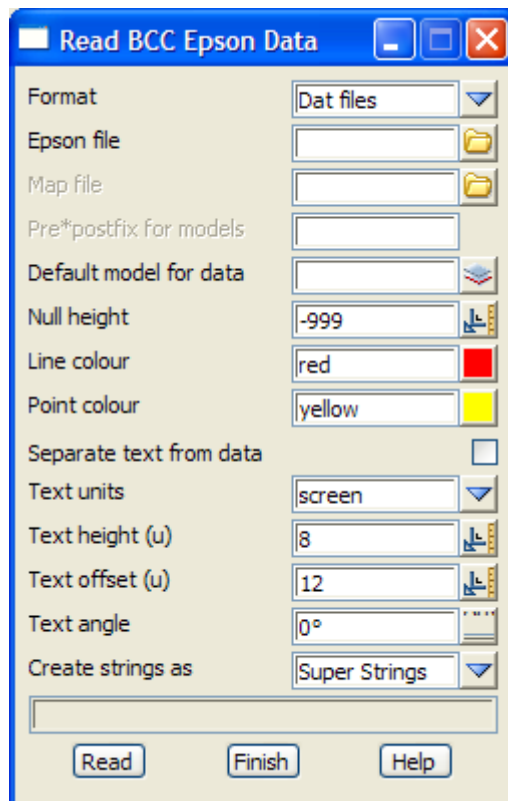 Read BCC Epson Data
Format Dat files
Epson file
Map file
Pre*postfix for models
Default model for data
Null height -999
Line colour red
Point colour yellow
Separate text from data
Text units screen
Text height (u) 8
Text offset (u) 12
Text angle 0°
Create strings as Super Strings
Read Finish Help